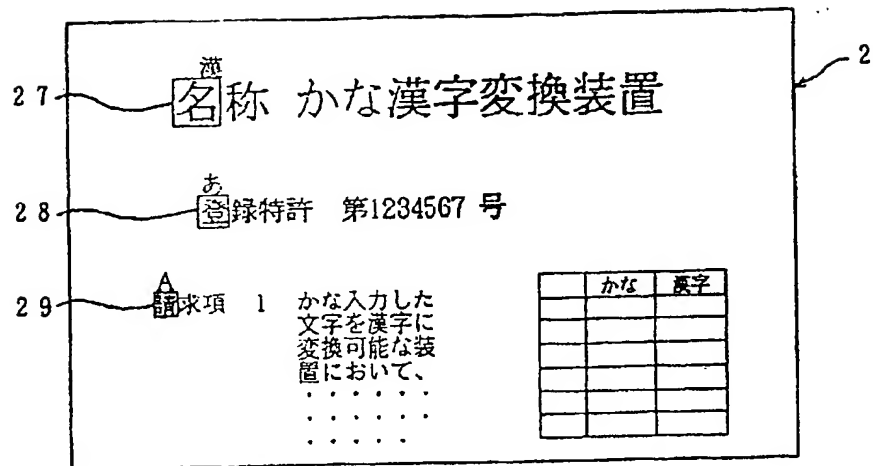 2
漢
27 名称 かな漢字変換装置
あ
28 登録特許 第1234567 号
A
29 請求項 1 かな入力した
文字を漢字に
変換可能な装
置において、
・・・・・・
・・・・・・
・・・・・
かな 漢字